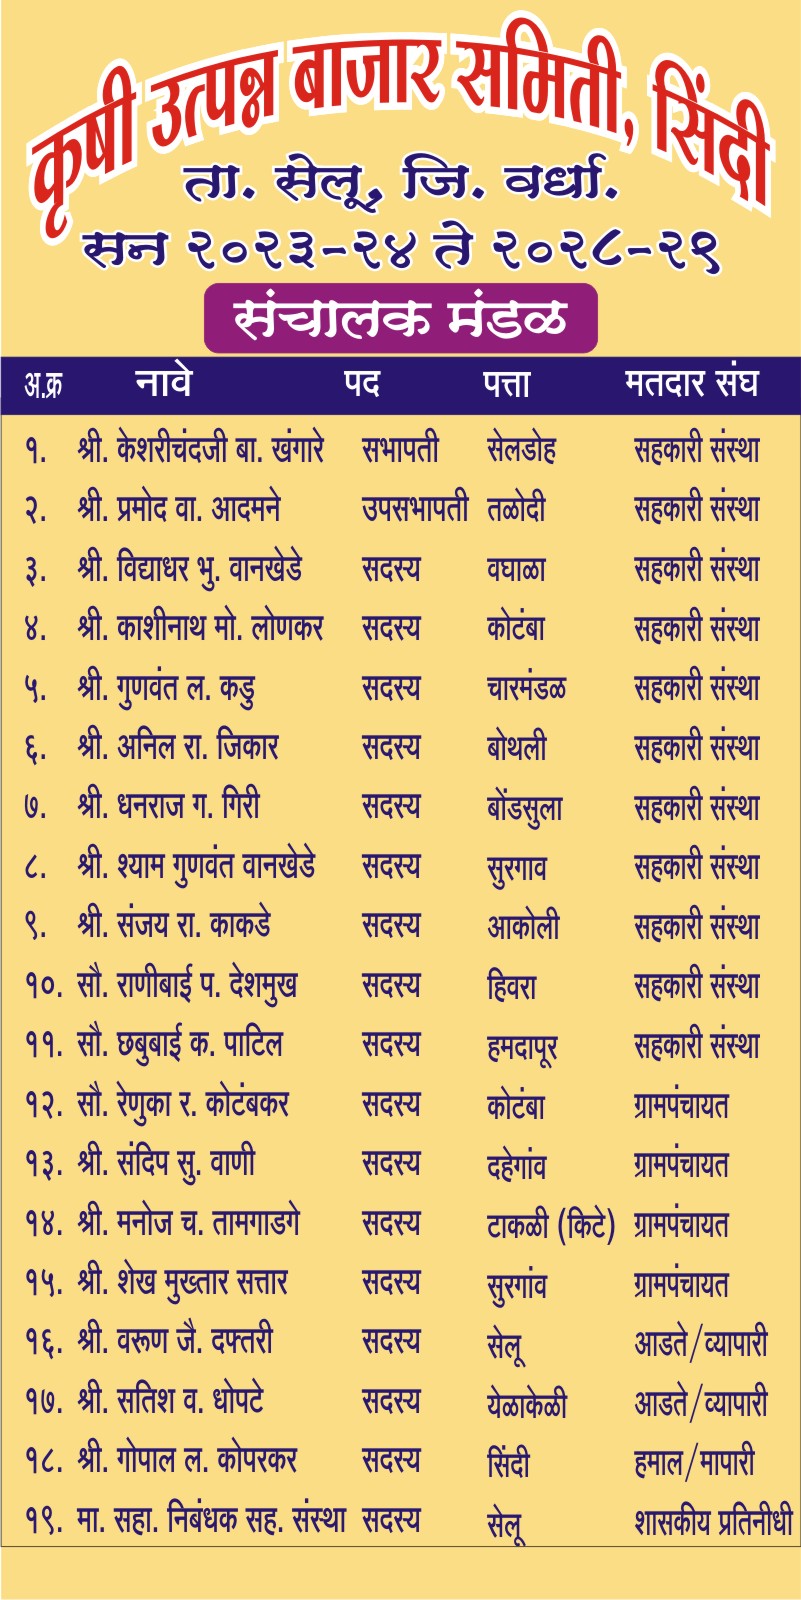 कृषी उत्पन्न बाजार समिती, सिंदी
ता. सेलू, जि. वर्धा.
सन २०२३-२४ ते २०२८-२९
संचालक मंडळ
अ.क्र नावे पद पत्ता मतदार संघ
१. श्री. केशरीचंदजी बा. खंगारे सभापती सेलडोह सहकारी संस्था
२. श्री. प्रमोद वा. आदमने उपसभापती तळोदी सहकारी संस्था
३. श्री. विद्याधर भु. वानखेडे सदस्य वघाळा सहकारी संस्था
४. श्री. काशीनाथ मो. लोणकर सदस्य कोटंबा सहकारी संस्था
५. श्री. गुणवंत ल. कडु सदस्य चारमंडळ सहकारी संस्था
६. श्री. अनिल रा. जिकार सदस्य बोथली सहकारी संस्था
७. श्री. धनराज ग. गिरी सदस्य बोंडसुला सहकारी संस्था
८. श्री. श्याम गुणवंत वानखेडे सदस्य सुरगाव सहकारी संस्था
९. श्री. संजय रा. काकडे सदस्य आकोली सहकारी संस्था
१०. सौ. राणीबाई प. देशमुख सदस्य हिवरा सहकारी संस्था
११. सौ. छबुबाई क. पाटिल सदस्य हमदापूर सहकारी संस्था
१२. सौ. रेणुका र. कोटंबकर सदस्य कोटंबा ग्रामपंचायत
१३. श्री. संदिप सु. वाणी सदस्य दहेगांव ग्रामपंचायत
१४. श्री. मनोज च. तामगाडगे सदस्य टाकळी (किटे) ग्रामपंचायत
१५. श्री. शेख मुख्तार सत्तार सदस्य सुरगांव ग्रामपंचायत
१६. श्री. वरूण जै. दफ्तरी सदस्य सेलू आडते/व्यापारी
१७. श्री. सतिश व. धोपटे सदस्य येळाकेळी आडते/व्यापारी
१८. श्री. गोपाल ल. कोपरकर सदस्य सिंदी हमाल/मापारी
१९. मा. सहा. निबंधक सह. संस्था सदस्य सेलू शासकीय प्रतिनीधी